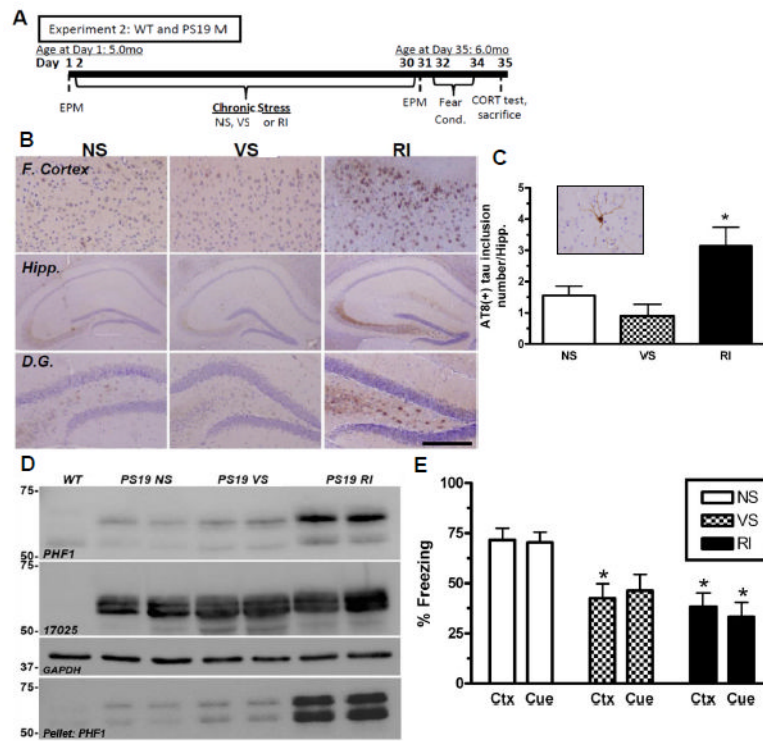 A
Experiment 2: WT and PS19 M
Age at Day 1: 5.0mo
Age at Day 35: 6.0mo
Day 1 2 30 31 32 34 35
EPM
Chronic Stress
NS, VS or RI
EPM
Fear
Cond.
CORT test,
sacrifice
B
NS VS RI
F. Cortex
Hipp.
D.G.
C
AT8(+) tau inclusion
number/Hipp.
5
4
3
2
1
0
*
NS VS RI
D
WT PS19 NS PS19 VS PS19 RI
75-
50-
PHF1
75-
50-
17025
37-
GAPDH
75-
50-
Pellet: PHF1
E
% Freezing
100
75
50
25
0
NS
VS
RI
* * *
Ctx Cue Ctx Cue Ctx Cue